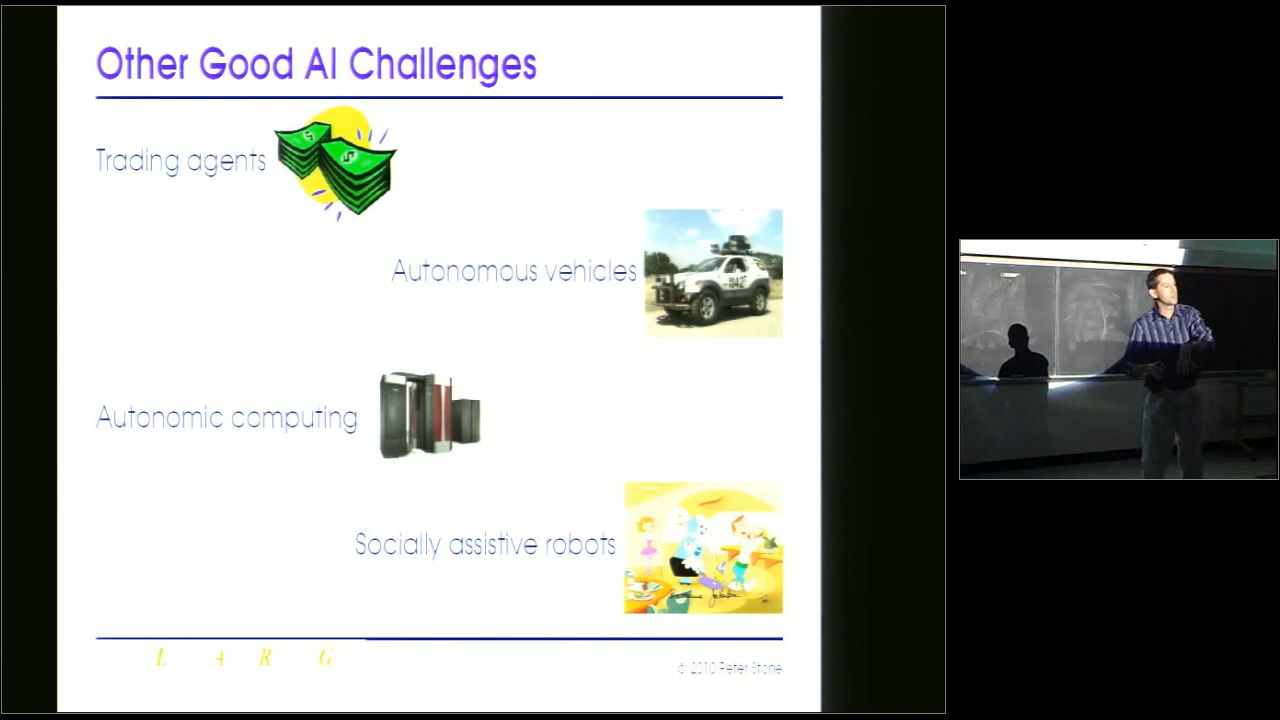 Other Good AI Challenges
Trading agents
Autonomous vehicles
Autonomic computing
Socially assistive robots
L A R G
© 2010 Peter Stone